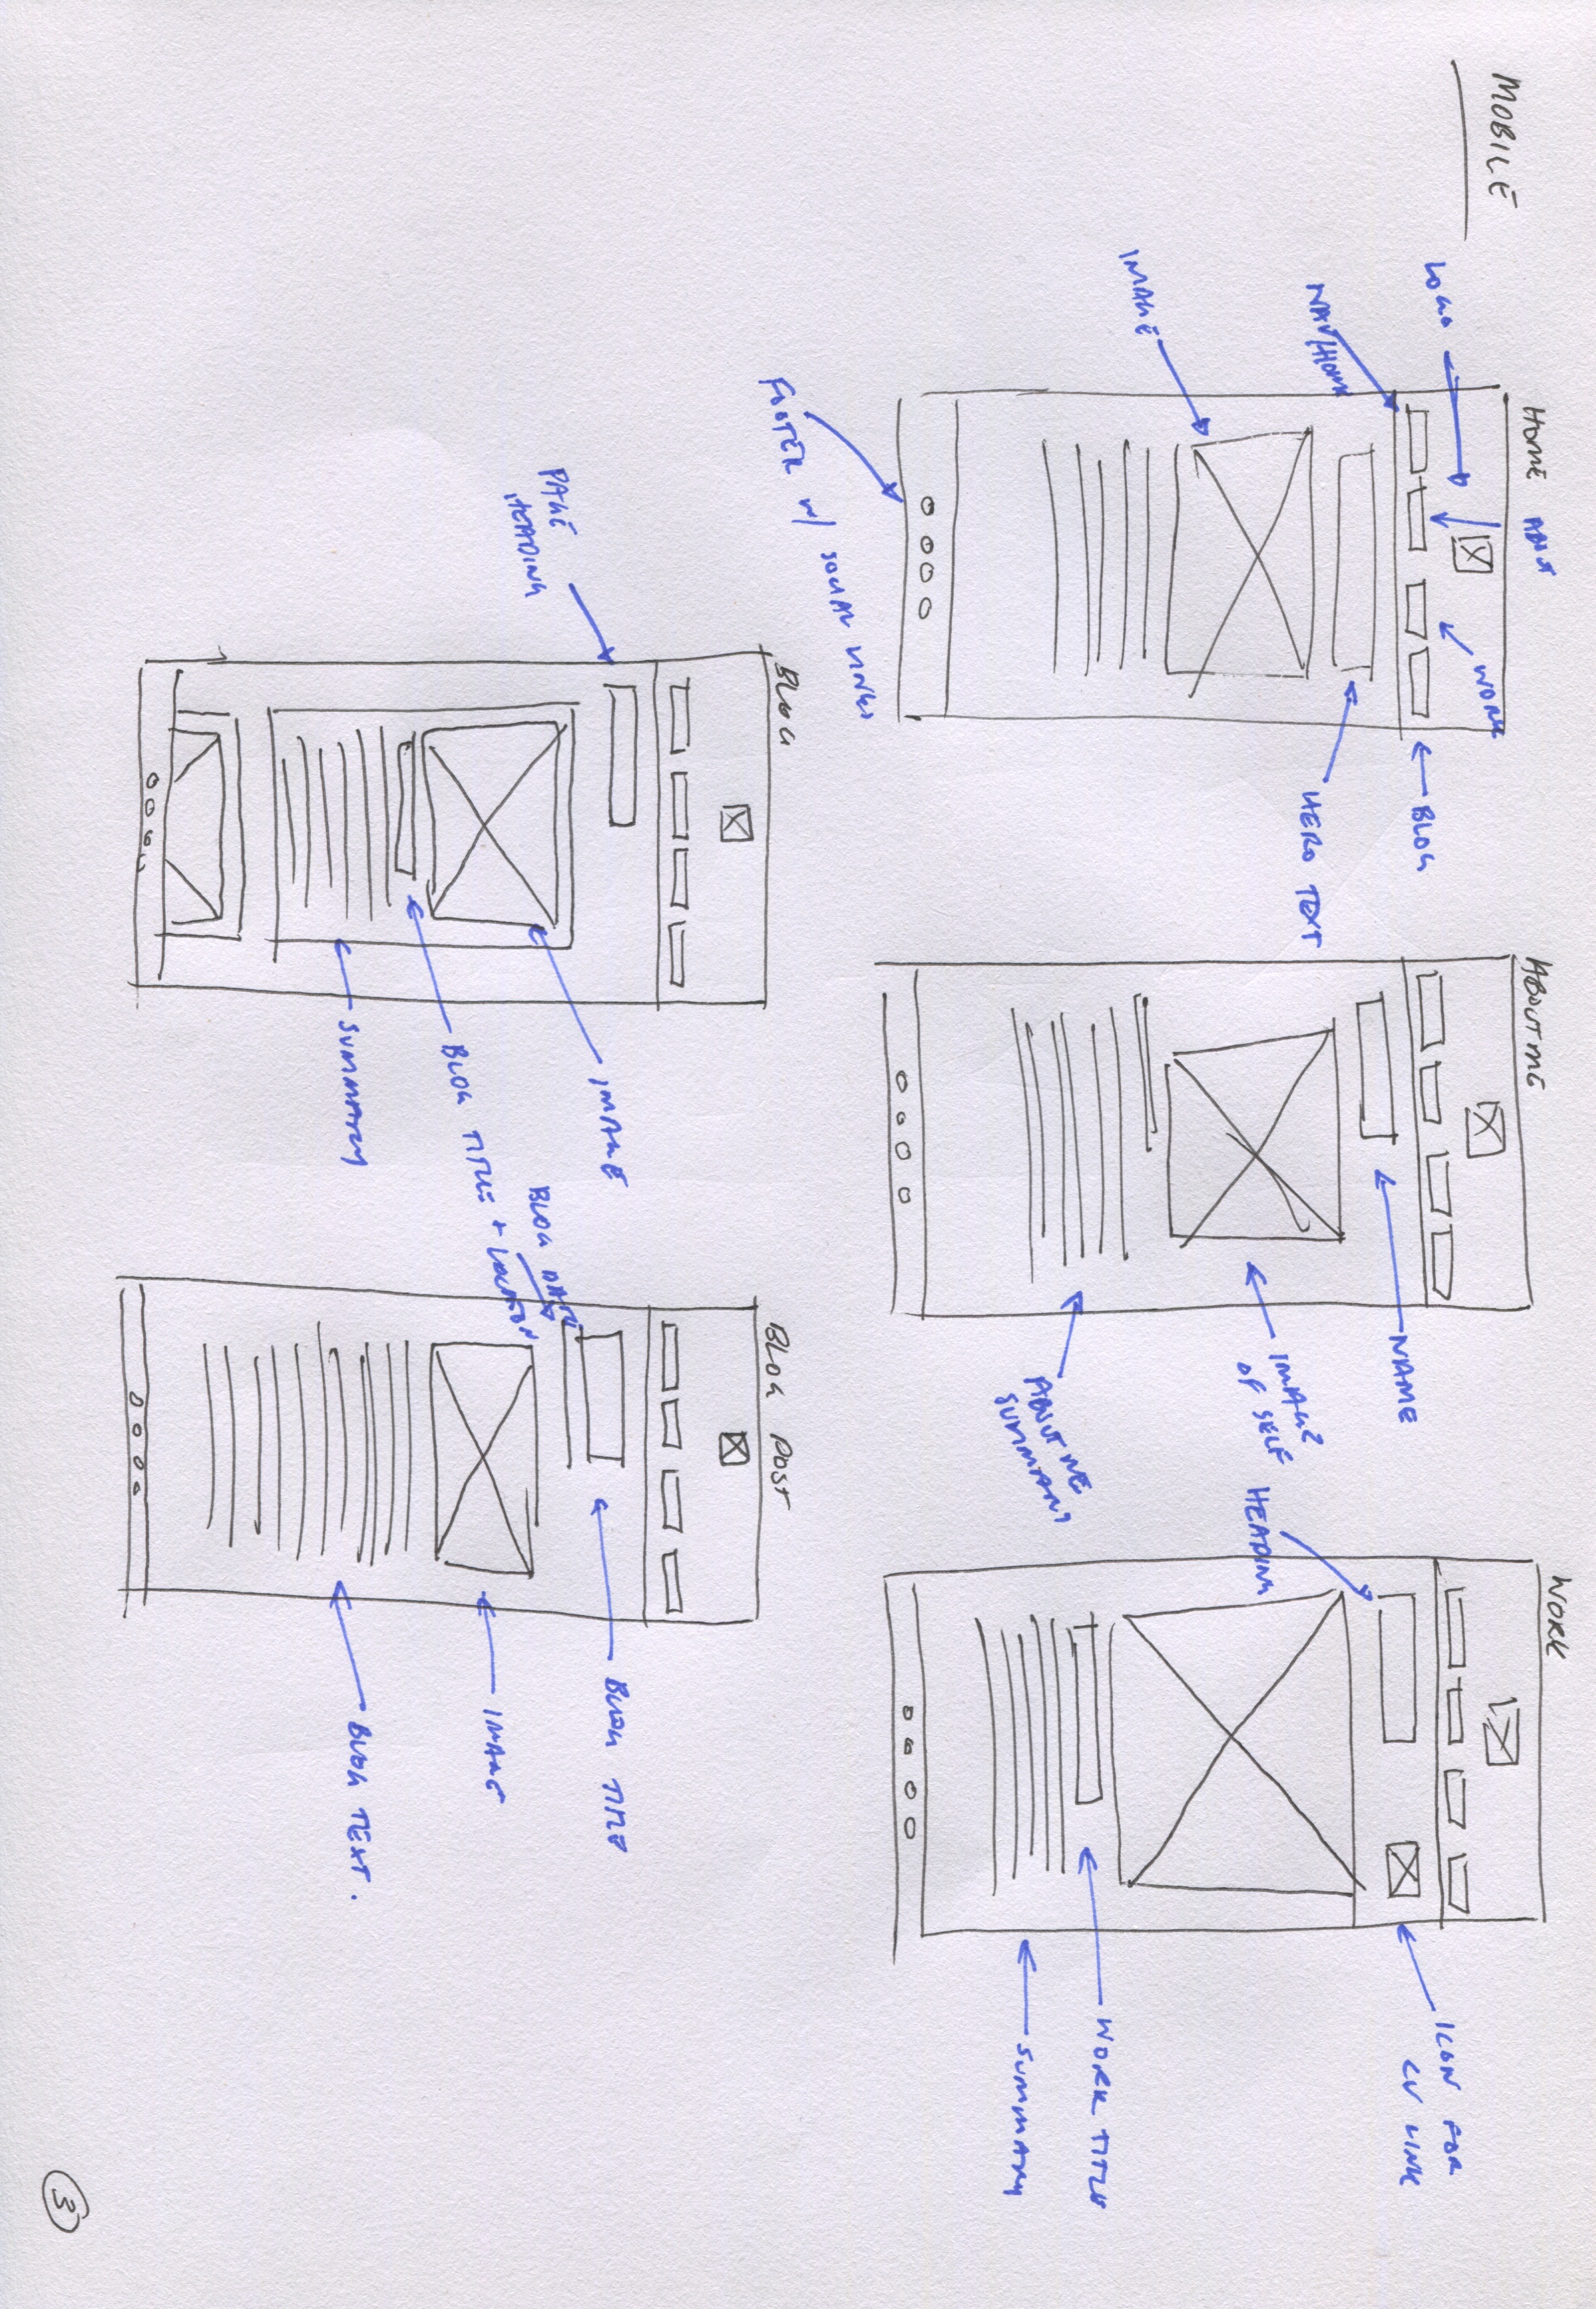 MOBILE
HOME
ABOUT
LOGO
WORK
BLOG
NAV/HOME
HERO TEXT
IMAGE
FOOTER W/ SOCIAL LINKS
ABOUT ME
NAME
IMAGE
OF SELF
ABOUT ME
SUMMARY
WORK
ICON FOR
CV LINK
HEADING
WORK TITLE
SUMMARY
BLOG
PAGE
HEADING
IMAGE
BLOG TITLE + LOCATION
SUMMARY
BLOG POST
BLOG TITLE
BLOG DATE
IMAGE
BLOG TEXT.
3